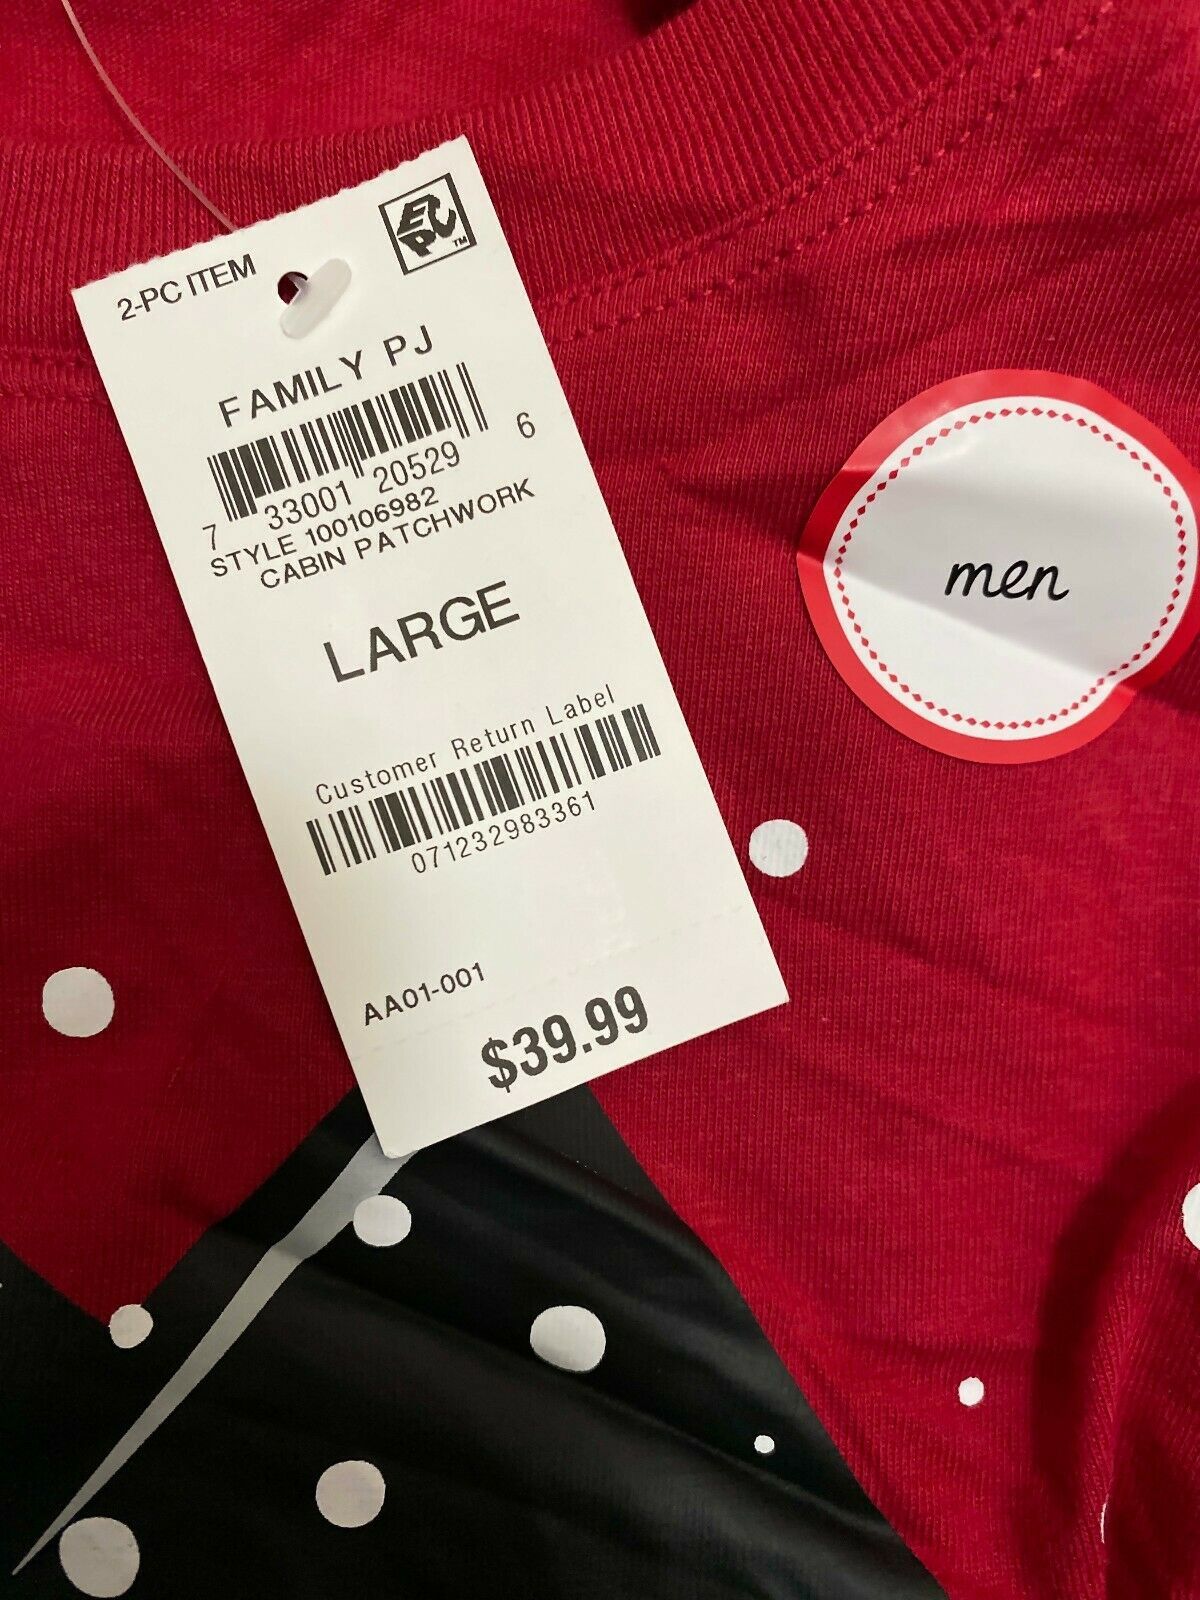 EPC™
2-PC ITEM
FAMILY PJ
7 33001 20529 6
STYLE 100106982
CABIN PATCHWORK
LARGE
Customer Return Label
071232983361
AA01-001
$39.99
men